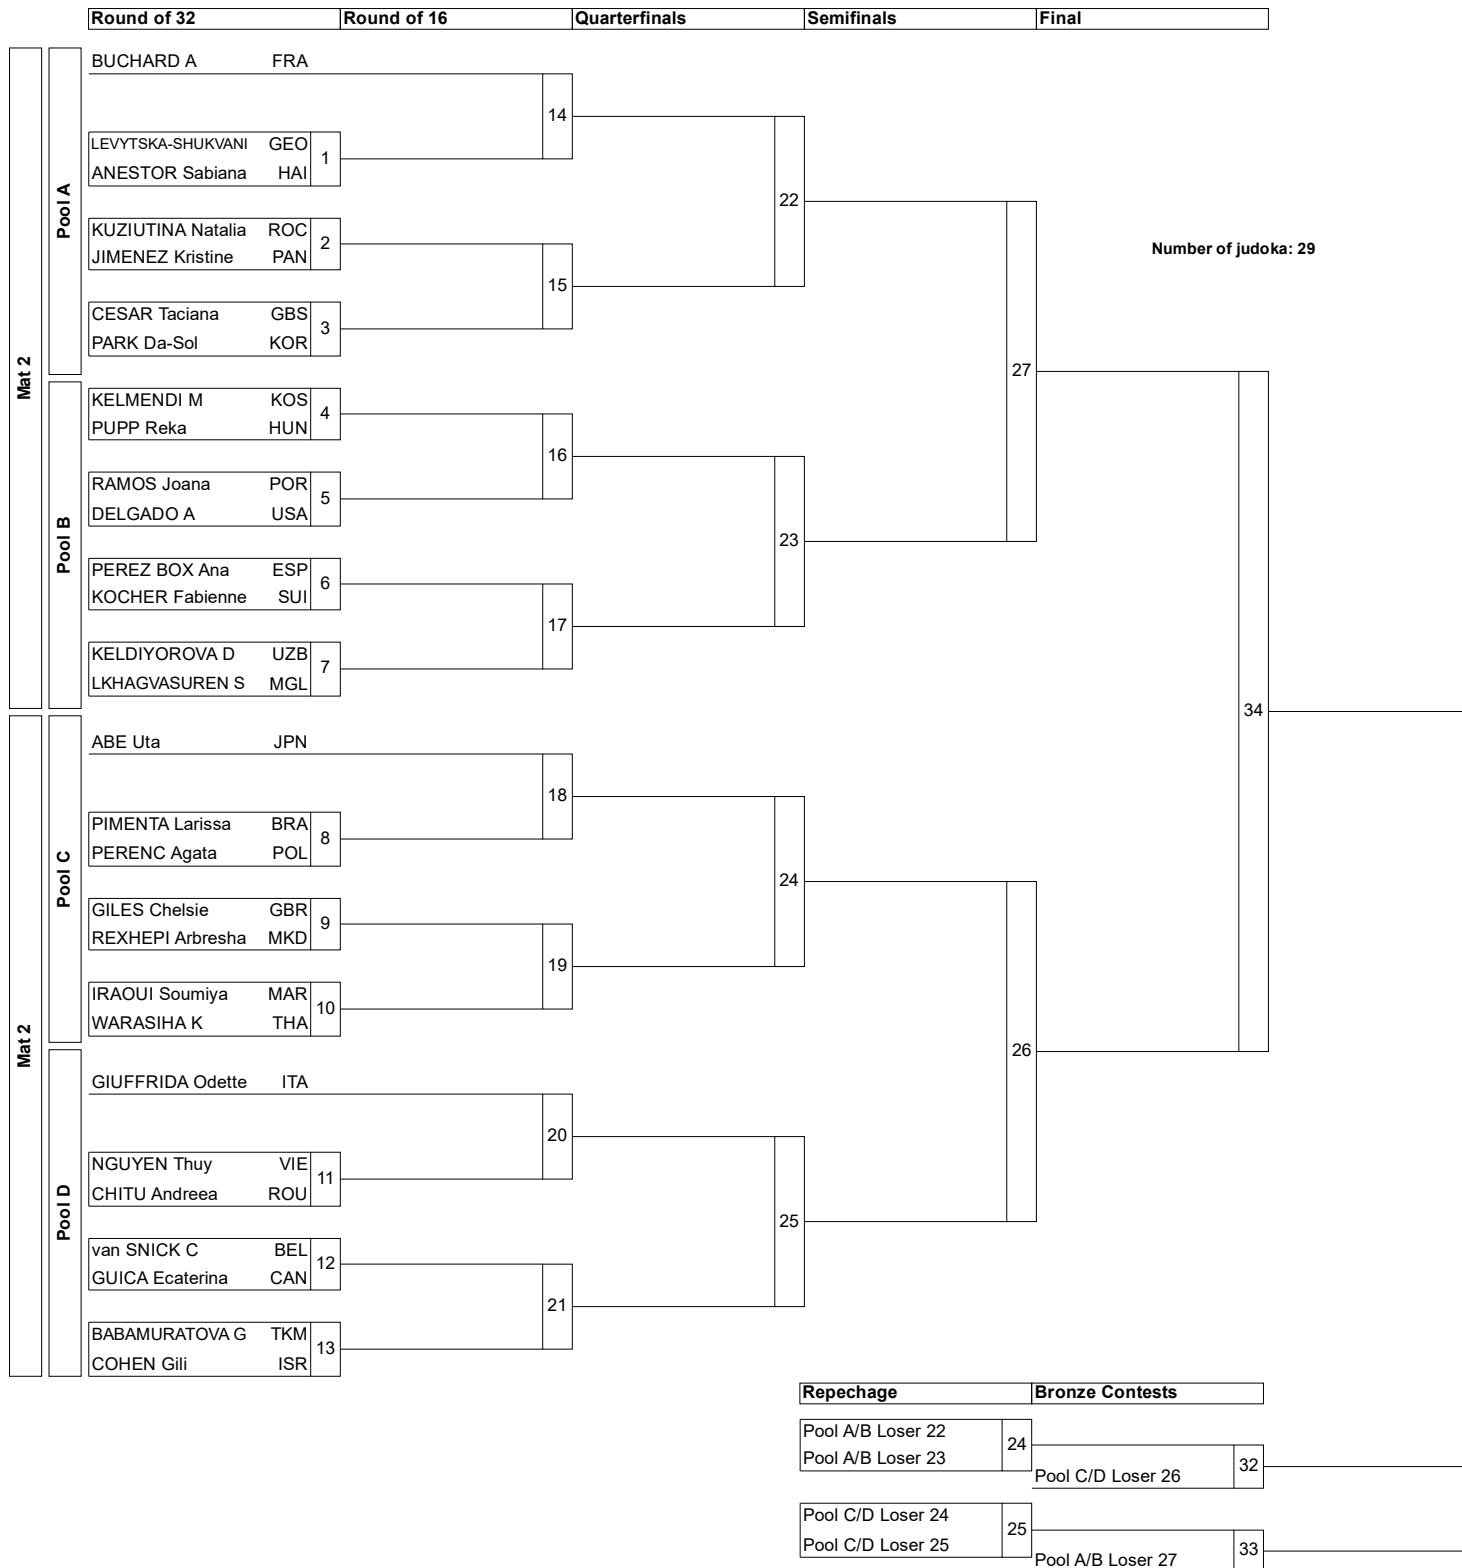 Round of 32 Round of 16 Quarterfinals Semifinals Final
Mat 2
Pool A
BUCHARD A FRA
14
LEVYTSKA-SHUKVANI GEO
1
ANESTOR Sabiana HAI
22
KUZIUTINA Natalia ROC
2
JIMENEZ Kristine PAN
Number of judoka: 29
15
CESAR Taciana GBS
3
PARK Da-Sol KOR
27
Pool B
KELMENDI M KOS
4
PUPP Reka HUN
16
RAMOS Joana POR
5
DELGADO A USA
23
PEREZ BOX Ana ESP
6
KOCHER Fabienne SUI
17
KELDIYOROVA D UZB
7
LKHAGVASUREN S MGL
34
Mat 2
Pool C
ABE Uta JPN
18
PIMENTA Larissa BRA
8
PERENC Agata POL
24
GILES Chelsie GBR
9
REXHEPI Arbresha MKD
19
IRAOUI Soumiya MAR
10
WARASIHA K THA
26
Pool D
GIUFFRIDA Odette ITA
20
NGUYEN Thuy VIE
11
CHITU Andreea ROU
25
van SNICK C BEL
12
GUICA Ecaterina CAN
21
BABAMURATOVA G TKM
13
COHEN Gili ISR
Repechage Bronze Contests
Pool A/B Loser 22
24
Pool A/B Loser 23
32
Pool C/D Loser 26
Pool C/D Loser 24
25
Pool C/D Loser 25
33
Pool A/B Loser 27